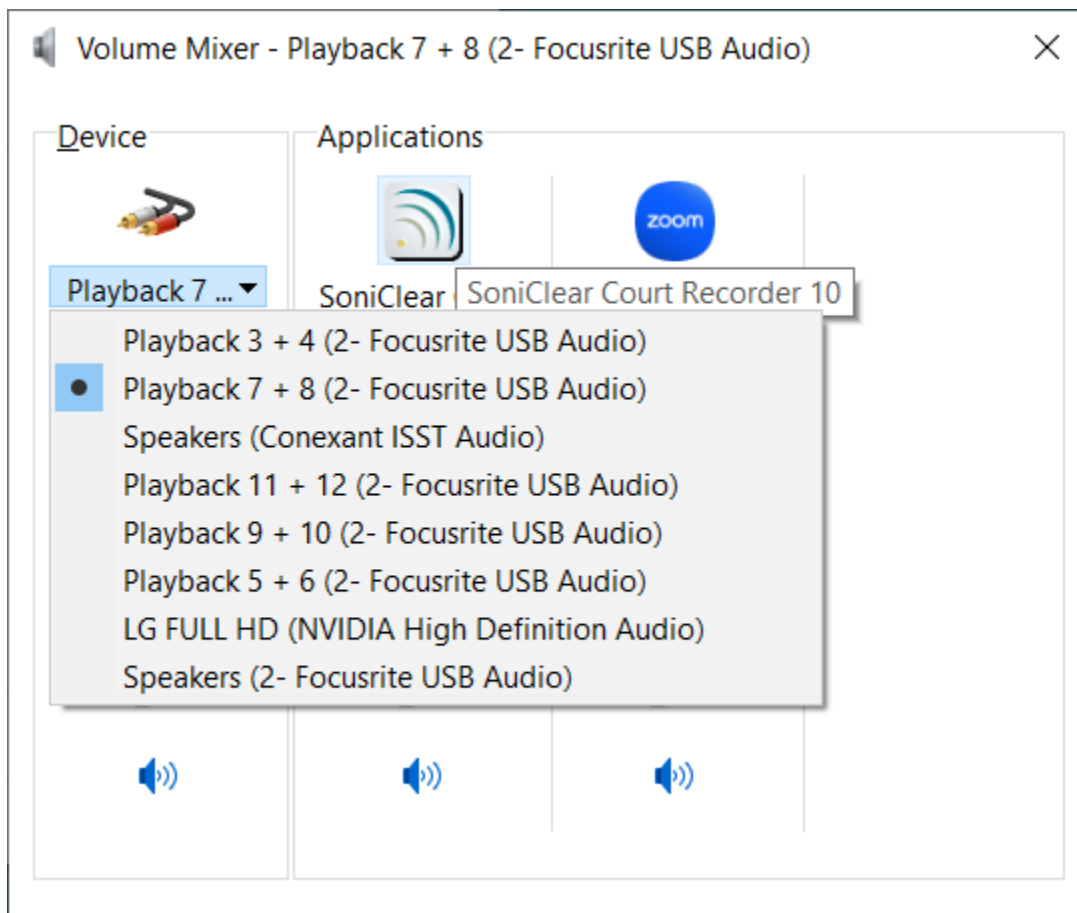 Volume Mixer - Playback 7 + 8 (2- Focusrite USB Audio)
Device
Applications
zoom
Playback 7 ...
SoniClear
SoniClear Court Recorder 10
Playback 3 + 4 (2- Focusrite USB Audio)
Playback 7 + 8 (2- Focusrite USB Audio)
Speakers (Conexant ISST Audio)
Playback 11 + 12 (2- Focusrite USB Audio)
Playback 9 + 10 (2- Focusrite USB Audio)
Playback 5 + 6 (2- Focusrite USB Audio)
LG FULL HD (NVIDIA High Definition Audio)
Speakers (2- Focusrite USB Audio)